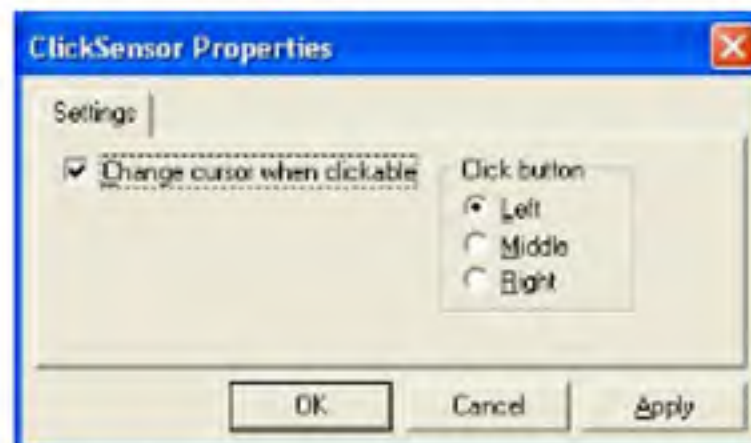 ClickSensor Properties
Settings
Change cursor when clickable
Click button
Left
Middle
Right
OK
Cancel
Apply